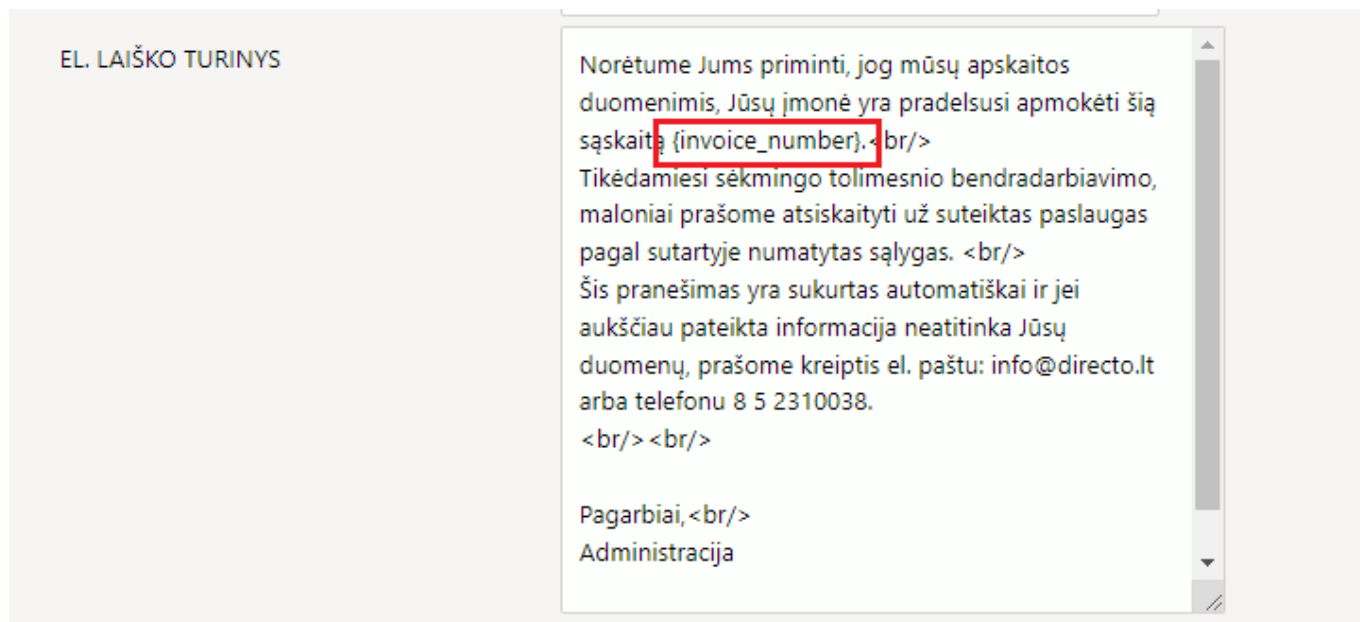 EL. LAIŠKO TURINYS
Norėtume Jums priminti, jog mūsų apskaitos
duomenimis, Jūsų įmonė yra pradelsusi apmokėti šią
sąskaitą {invoice_number}.<br/>
Tikėdamiesi sėkmingo tolimesnio bendradarbiavimo,
maloniai prašome atsiskaityti už suteiktas paslaugas
pagal sutartyje numatytas sąlygas. <br/>
Šis pranešimas yra sukurtas automatiškai ir jei
aukščiau pateikta informacija neatitinka Jūsų
duomenų, prašome kreiptis el. paštu: info@directo.lt
arba telefonu 8 5 2310038.
<br/><br/>
Pagarbiai,<br/>
Administracija